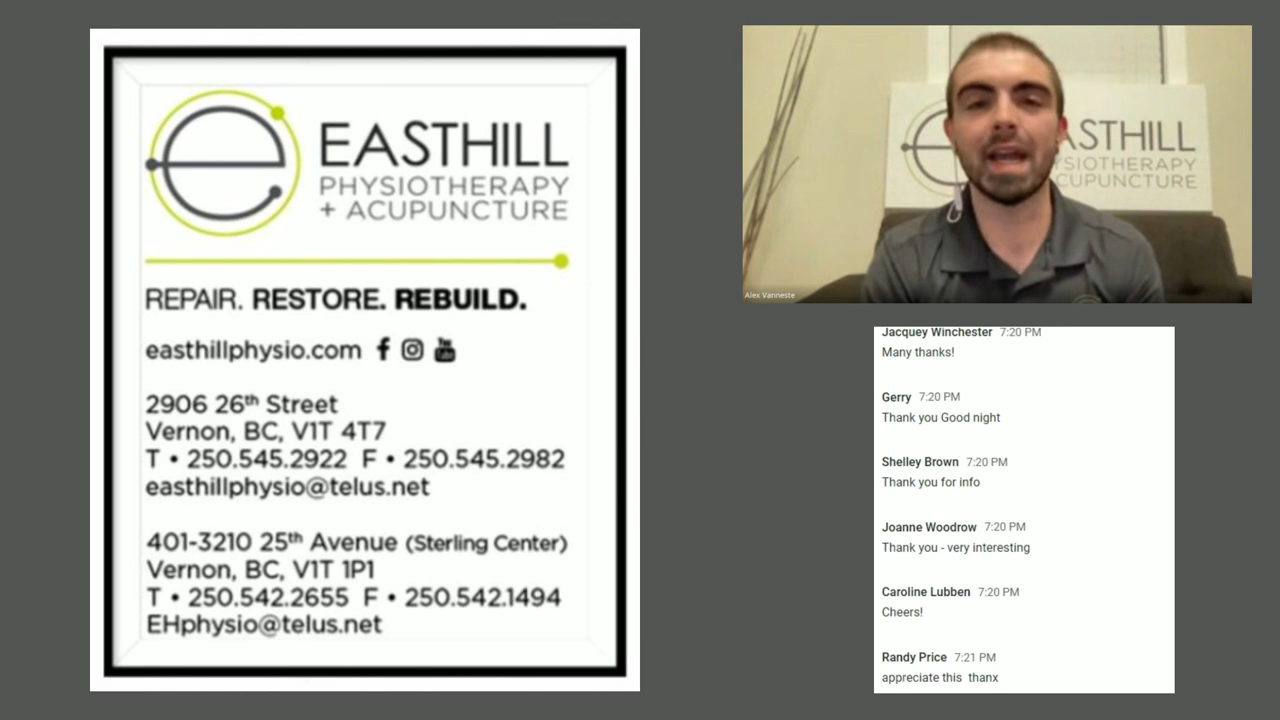 EASTHILL
PHYSIOTHERAPY
+ ACUPUNCTURE
REPAIR. RESTORE. REBUILD.
easthillphysio.com
2906 26th Street
Vernon, BC, V1T 4T7
T • 250.545.2922 F • 250.545.2982
easthillphysio@telus.net
401-3210 25th Avenue (Sterling Center)
Vernon, BC, V1T 1P1
T • 250.542.2655 F • 250.542.1494
EHphysio@telus.net
ASTHILL
YSIOTHERAPY
CUPUNCTURE
Alex Vanneste
Jacquey Winchester 7:20 PM
Many thanks!
Gerry 7:20 PM
Thank you Good night
Shelley Brown 7:20 PM
Thank you for info
Joanne Woodrow 7:20 PM
Thank you - very interesting
Caroline Lubben 7:20 PM
Cheers!
Randy Price 7:21 PM
appreciate this thanx